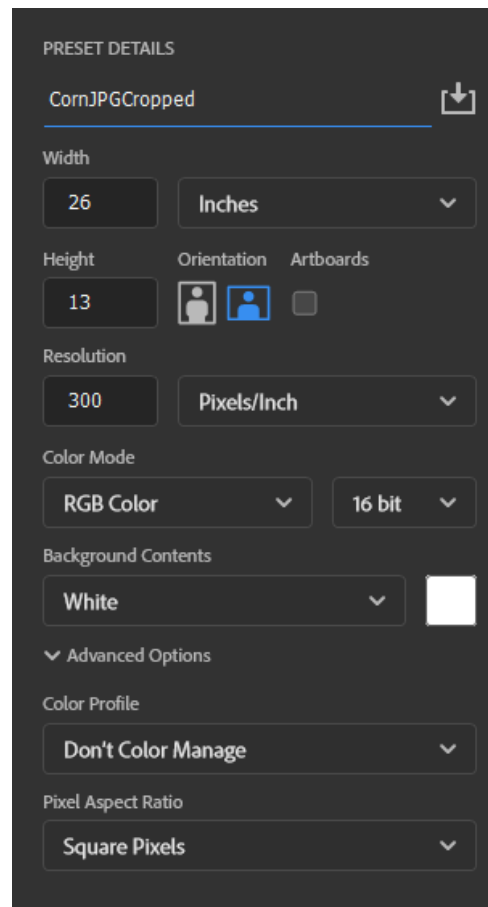 PRESET DETAILS
CornJPGCropped
Width
26 Inches
Height Orientation Artboards
13
Resolution
300 Pixels/Inch
Color Mode
RGB Color 16 bit
Background Contents
White
Advanced Options
Color Profile
Don't Color Manage
Pixel Aspect Ratio
Square Pixels